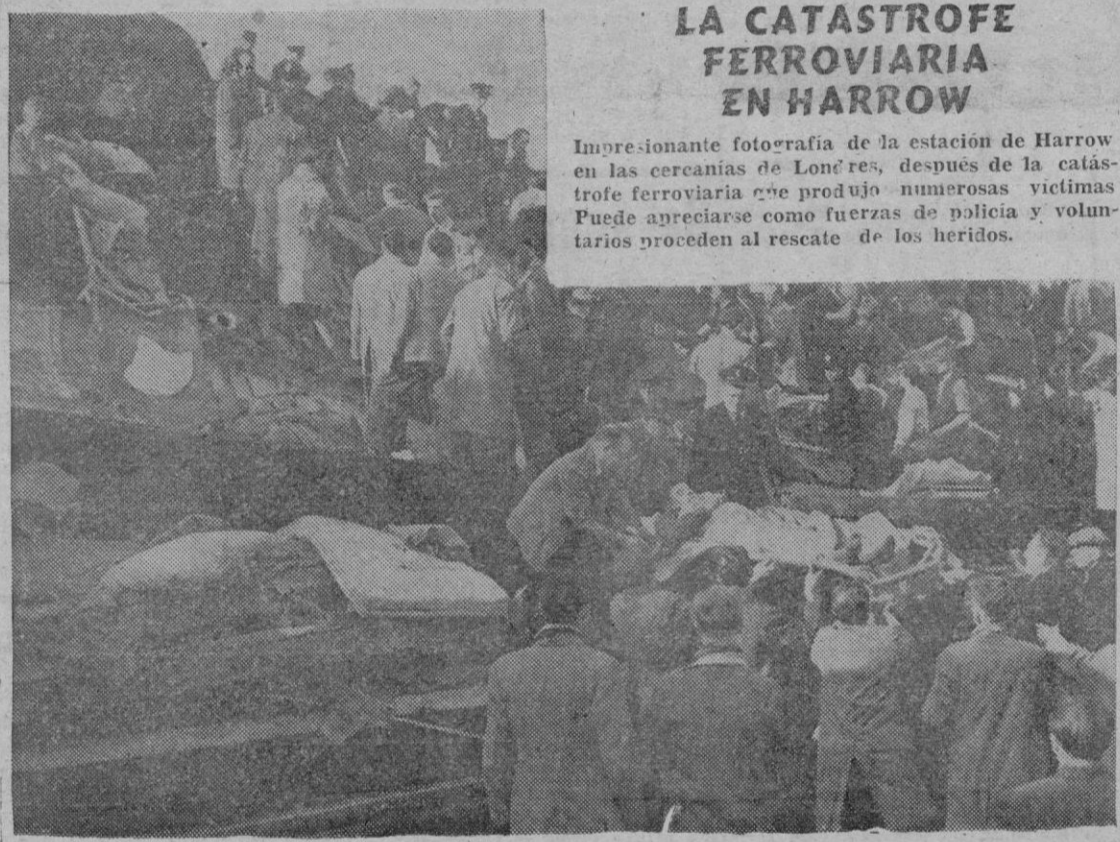 LA CATASTROFE
FERROVIARIA
EN HARROW
Impresionante fotografía de la estación de Harrow
en las cercanías de Londres, después de la catás-
trofe ferroviaria que produjo numerosas víctimas
Puede apreciarse como fuerzas de policía y volun-
tarios proceden al rescate de los heridos.